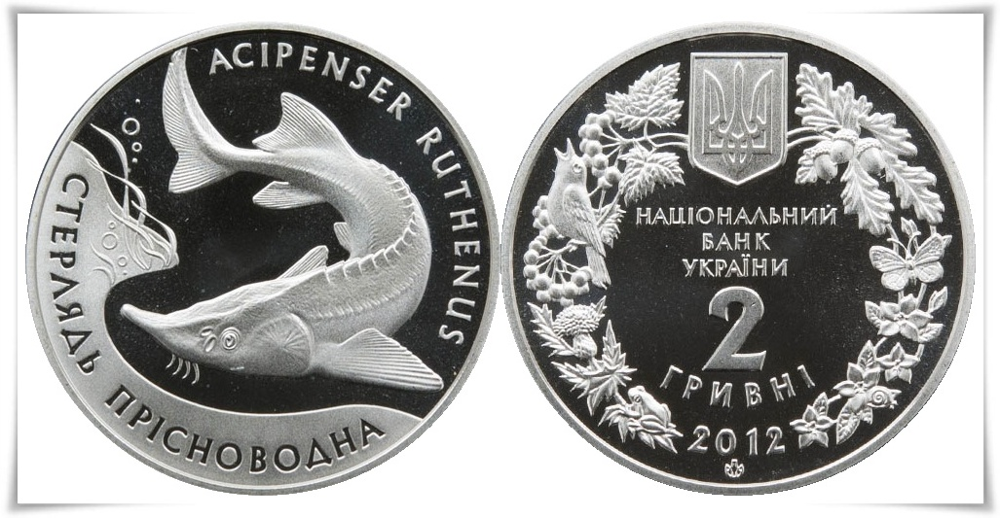 ACIPENSER RUTHENUS
СТЕРЛЯДЬ ПРІСНОВОДНА
НАЦІОНАЛЬНИЙ
БАНК
УКРАЇНИ
2
ГРИВНІ
2012